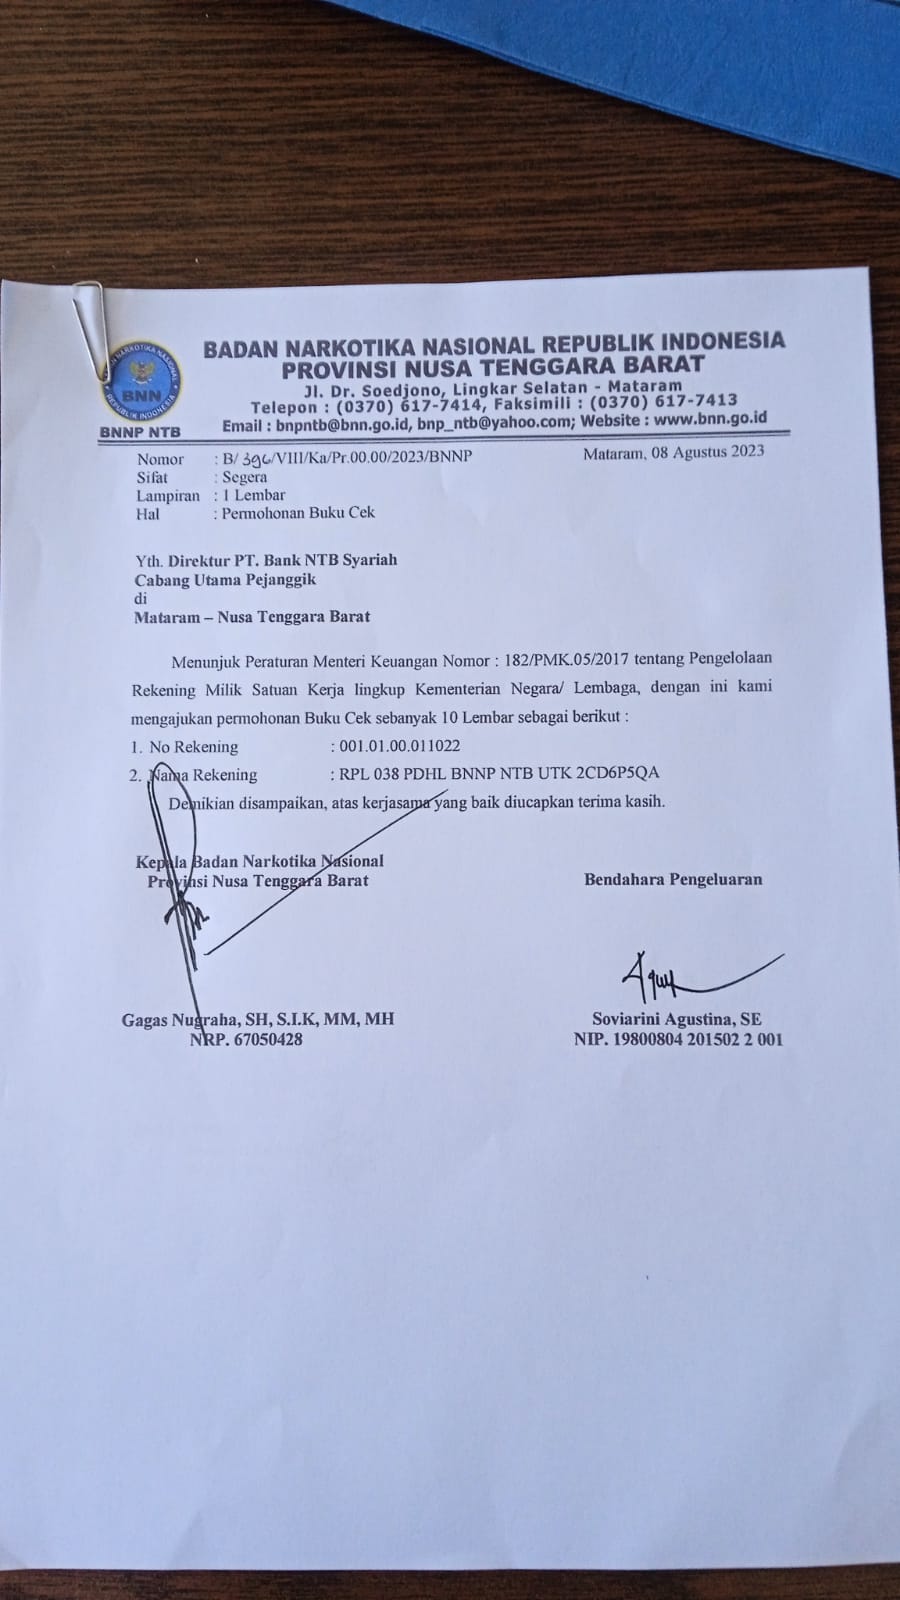 BADAN NARKOTIKA NASIONAL REPUBLIK INDONESIA
PROVINSI NUSA TENGGARA BARAT
Jl. Dr. Soedjono, Lingkar Selatan - Mataram
Telepon : (0370) 617-7414, Faksimili : (0370) 617-7413
Email : bnpntb@bnn.go.id, bnp_ntb@yahoo.com; Website : www.bnn.go.id
BNN
REPUBLIK INDONESIA
BNNP NTB
Nomor : B/ 396/VIII/Ka/Pr.00.00/2023/BNNP Mataram, 08 Agustus 2023
Sifat : Segera
Lampiran : 1 Lembar
Hal : Permohonan Buku Cek
Yth. Direktur PT. Bank NTB Syariah
Cabang Utama Pejanggik
di
Mataram – Nusa Tenggara Barat
Menunjuk Peraturan Menteri Keuangan Nomor : 182/PMK.05/2017 tentang Pengelolaan
Rekening Milik Satuan Kerja lingkup Kementerian Negara/ Lembaga, dengan ini kami
mengajukan permohonan Buku Cek sebanyak 10 Lembar sebagai berikut :
1. No Rekening : 001.01.00.011022
2. Nama Rekening : RPL 038 PDHL BNNP NTB UTK 2CD6P5QA
Demikian disampaikan, atas kerjasama yang baik diucapkan terima kasih.
Kepala Badan Narkotika Nasional
Provinsi Nusa Tenggara Barat
Bendahara Pengeluaran
Gagas Nugraha, SH, S.I.K, MM, MH
NRP. 67050428
Soviarini Agustina, SE
NIP. 19800804 201502 2 001